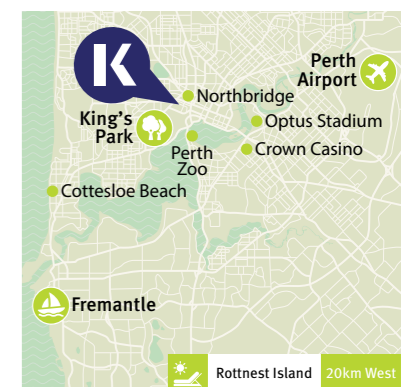 K
Perth
Airport
Northbridge
King's
Park
Optus Stadium
Perth
Zoo
Crown Casino
Cottesloe Beach
Fremantle
Rottnest Island 20km West